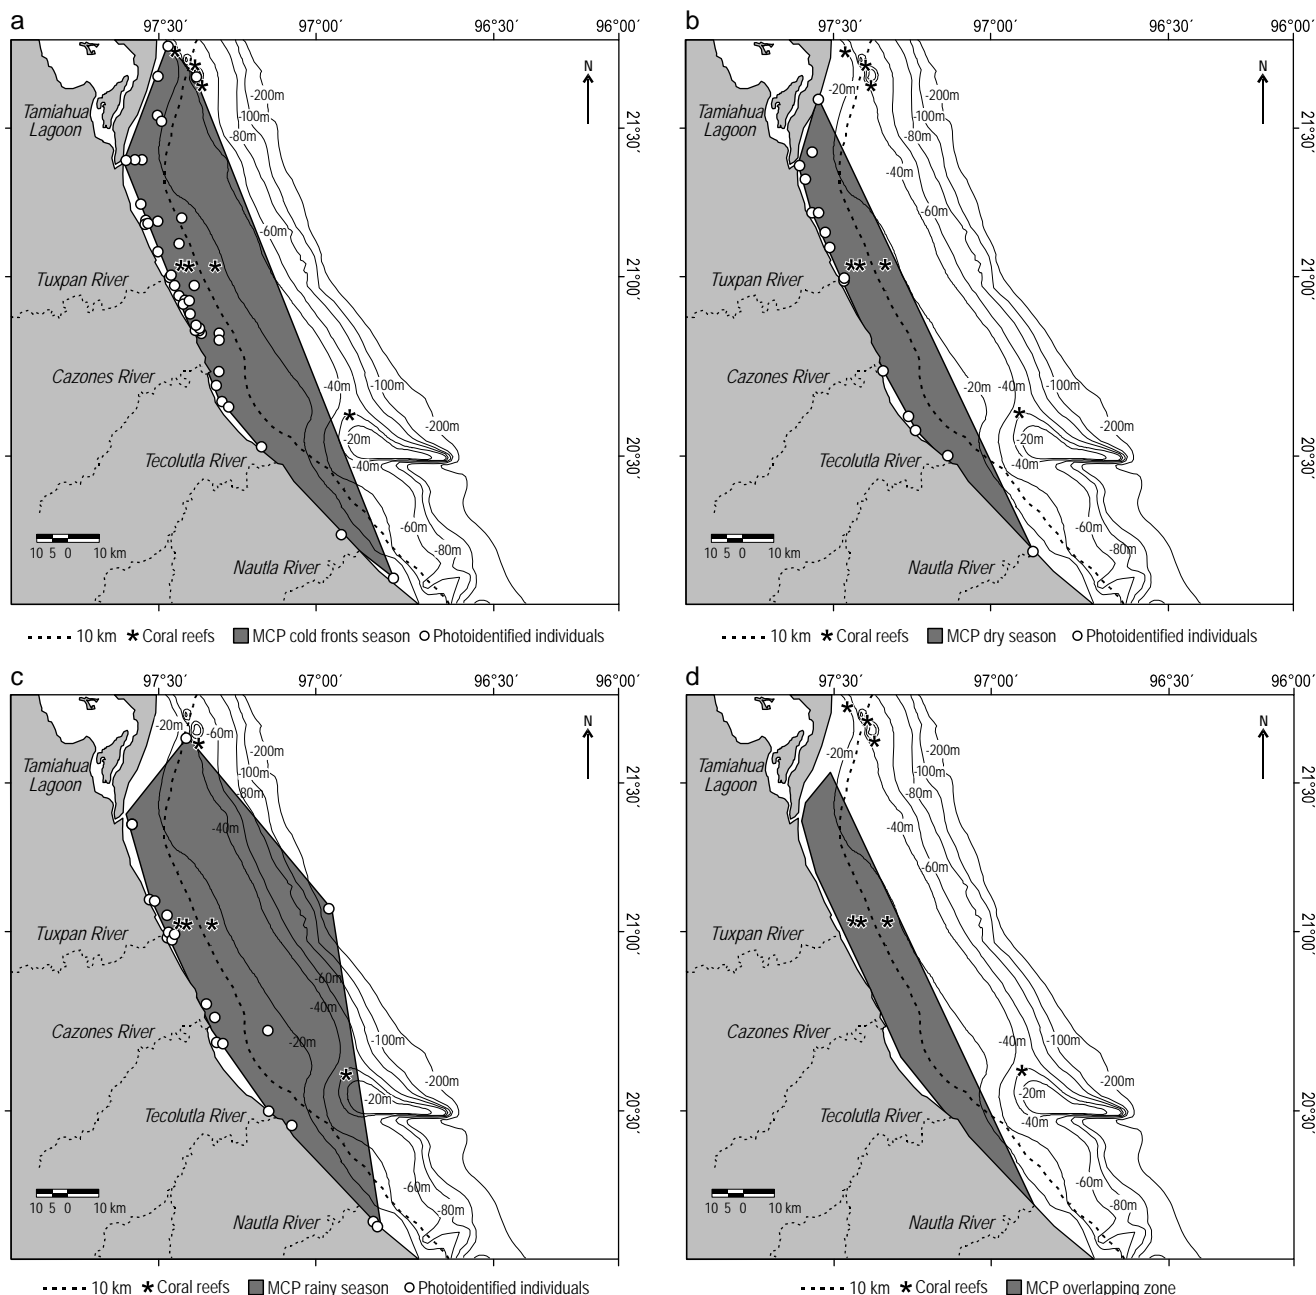 a
97°30′ 97°00′ 96°30′ 96°00′
N
-200m
-100m
-80m
Tamiahua
Lagoon
21°30′
-60m
Tuxpan River
21°00′
Cazones River
-40m
-100m
-200m
-20m
-40m
Tecolutla River
20°30′
-60m
-80m
10 5 0 10 km
Nautla River
10 km Coral reefs MCP cold fronts season Photoidentified individuals
b
97°30′ 97°00′ 96°30′ 96°00′
N
-20m
-200m
-100m
-80m
Tamiahua
Lagoon
21°30′
-40m
-60m
Tuxpan River
21°00′
Cazones River
-20m
-40m
-100m
-200m
-20m
-40m
Tecolutla River
20°30′
-60m
-80m
10 5 0 10 km
Nautla River
10 km Coral reefs MCP dry season Photoidentified individuals
c
97°30′ 97°00′ 96°30′ 96°00′
N
-20m
-60m
-200m
-100m
-80m
Tamiahua
Lagoon
21°30′
-40m
Tuxpan River
21°00′
-60m
-40m
Cazones River
-20m
-100m
-200m
-20m
Tecolutla River
20°30′
-60m
-80m
10 5 0 10 km
Nautla River
10 km Coral reefs MCP rainy season Photoidentified individuals
d
97°30′ 97°00′ 96°30′ 96°00′
N
-20m
-200m
-100m
-80m
Tamiahua
Lagoon
21°30′
-40m
-60m
Tuxpan River
21°00′
Cazones River
-40m
-100m
-200m
-20m
-40m
Tecolutla River
20°30′
-60m
-80m
10 5 0 10 km
Nautla River
10 km Coral reefs MCP overlapping zone